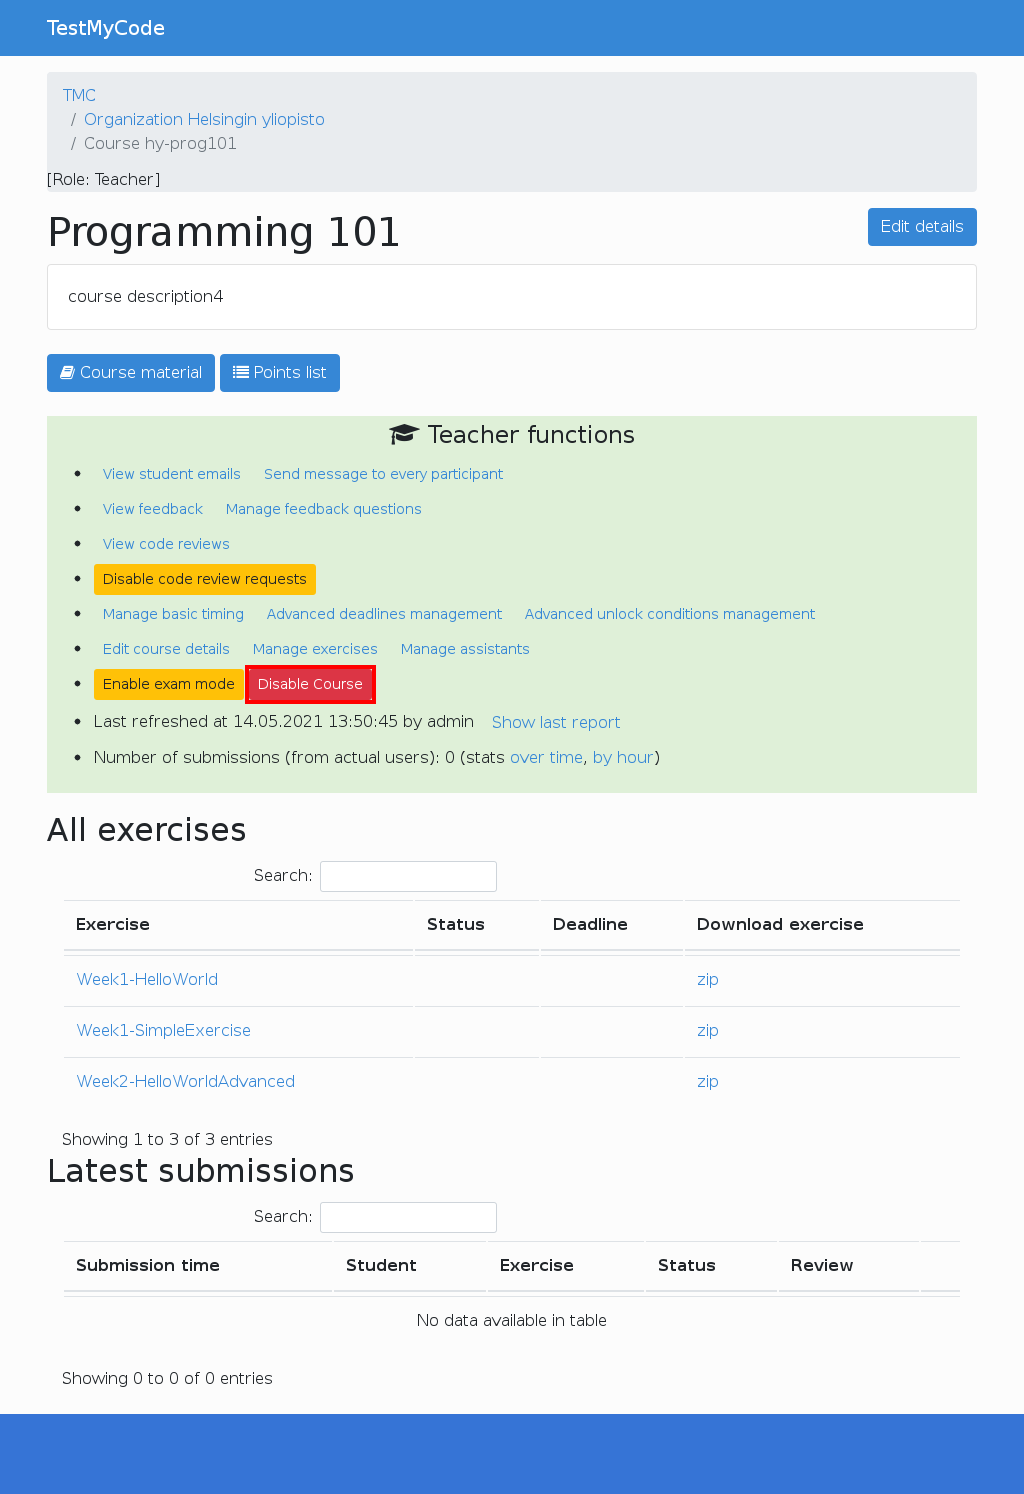 TestMyCode
TMC
/ Organization Helsingin yliopisto
/ Course hy-prog101
[Role: Teacher]
Programming 101
Edit details
course description4
Course material Points list
Teacher functions
• View student emails Send message to every participant
• View feedback Manage feedback questions
• View code reviews
• Disable code review requests
• Manage basic timing Advanced deadlines management Advanced unlock conditions management
• Edit course details Manage exercises Manage assistants
• Enable exam mode Disable Course
• Last refreshed at 14.05.2021 13:50:45 by admin Show last report
• Number of submissions (from actual users): 0 (stats over time, by hour)
All exercises
Search:
Exercise Status Deadline Download exercise
Week1-HelloWorld zip
Week1-SimpleExercise zip
Week2-HelloWorldAdvanced zip
Showing 1 to 3 of 3 entries
Latest submissions
Search:
Submission time Student Exercise Status Review
No data available in table
Showing 0 to 0 of 0 entries